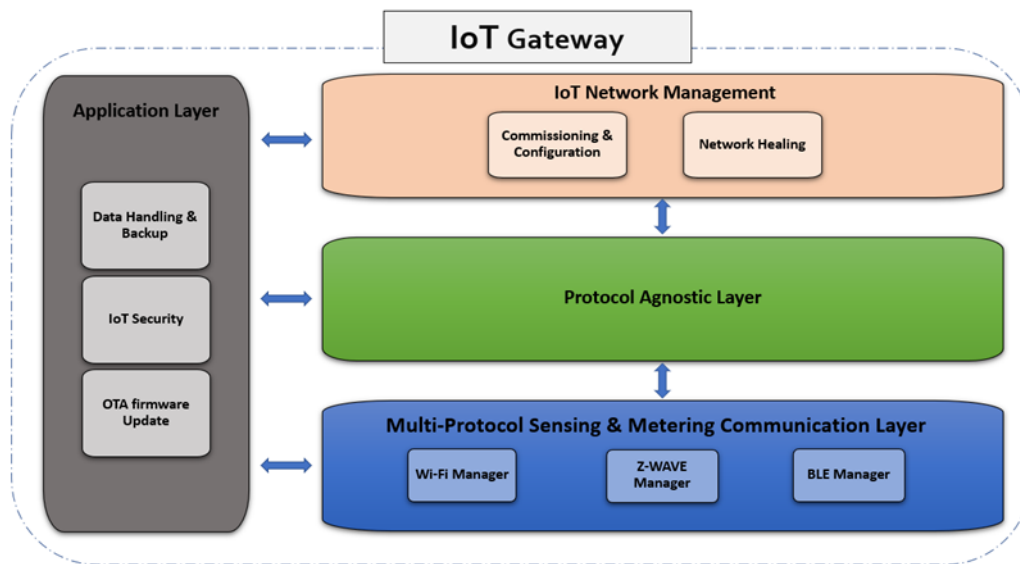 IoT Gateway
Application Layer
Data Handling &
Backup
IoT Security
OTA firmware
Update
IoT Network Management
Commissioning &
Configuration
Network Healing
Protocol Agnostic Layer
Multi-Protocol Sensing & Metering Communication Layer
Wi-Fi Manager
Z-WAVE
Manager
BLE Manager